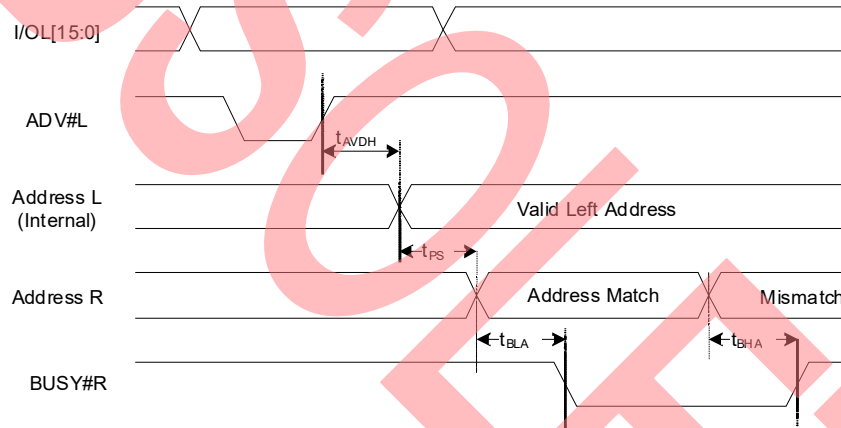 I/OL[15:0]
ADV#L
tAVDH
Address L
(Internal)
Valid Left Address
tPS
Address R
Address Match
Mismatch
tBLA
tBHA
BUSY#R